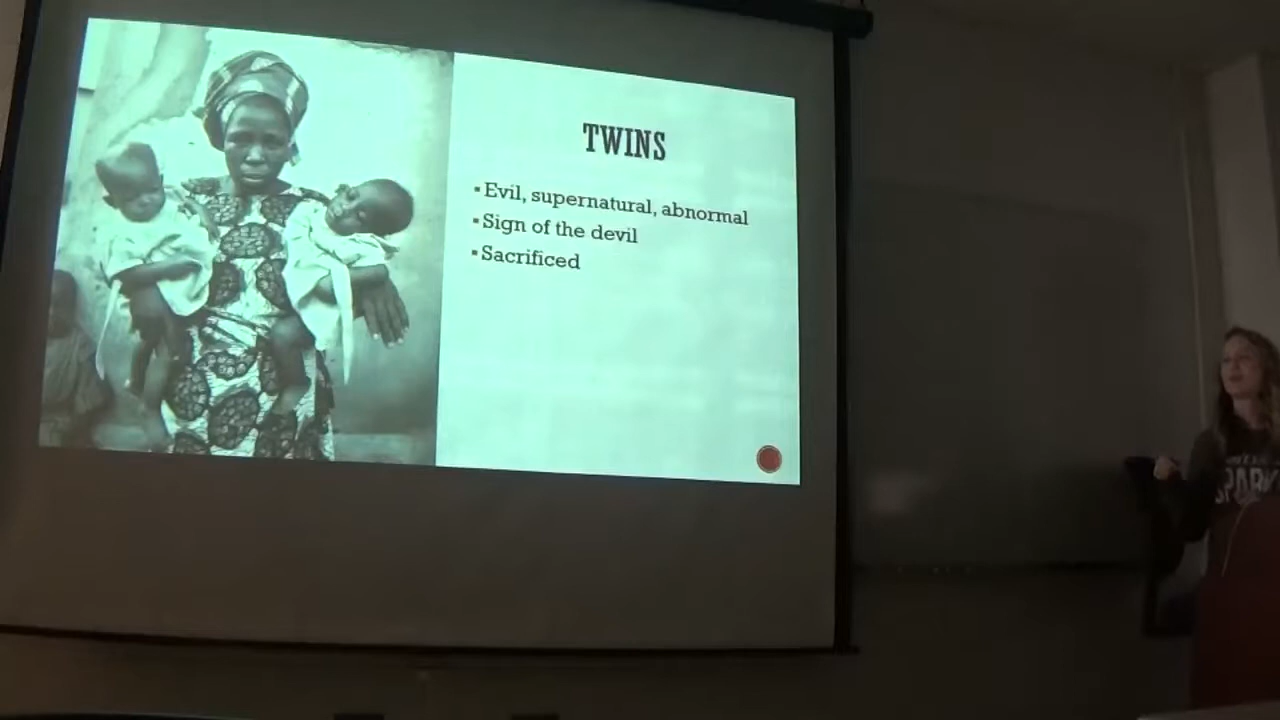 TWINS
▪Evil, supernatural, abnormal
▪Sign of the devil
▪Sacrificed